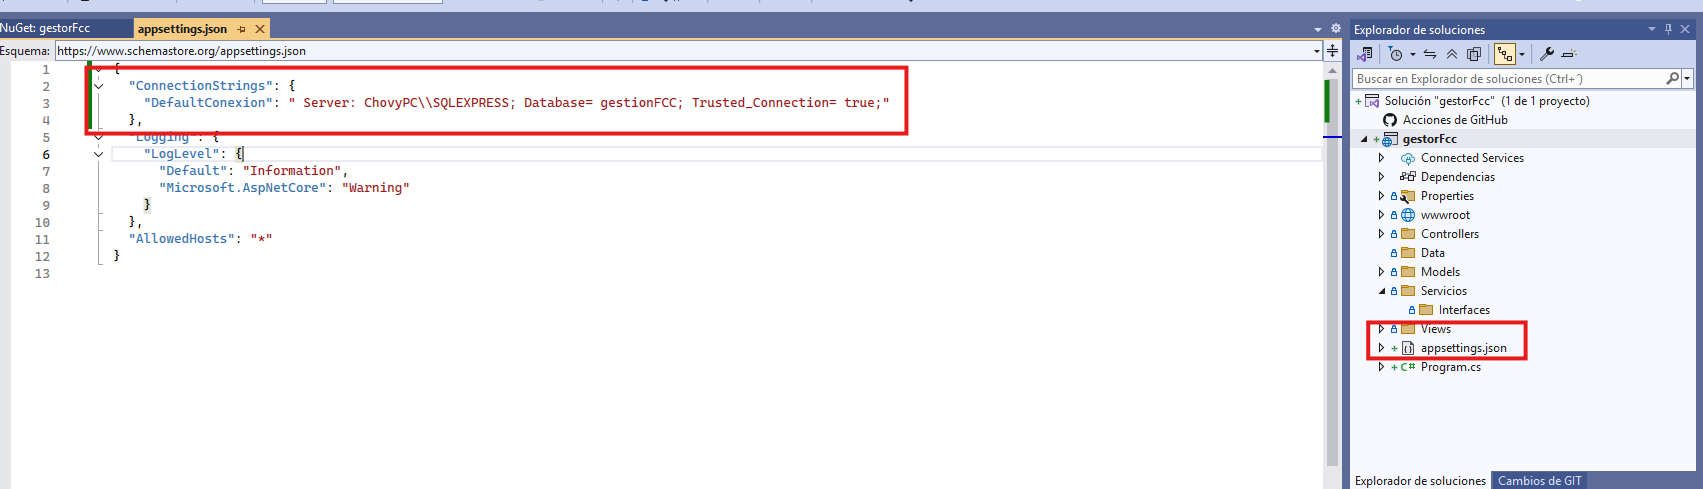 NuGet: gestorFcc
appsettings.json
Esquema: https://www.schemastore.org/appsettings.json
1 {
2 "ConnectionStrings": {
3 "DefaultConexion": " Server: ChovyPC\\SQLEXPRESS; Database= gestionFCC; Trusted_Connection= true;"
4 },
5 "Logging": {
6 "LogLevel": {
7 "Default": "Information",
8 "Microsoft.AspNetCore": "Warning"
9 }
10 },
11 "AllowedHosts": "*"
12 }
13
Explorador de soluciones
Buscar en Explorador de soluciones (Ctrl+´)
Solución "gestorFcc" (1 de 1 proyecto)
Acciones de GitHub
gestorFcc
Connected Services
Dependencias
Properties
wwwroot
Controllers
Data
Models
Servicios
Interfaces
Views
appsettings.json
C# Program.cs
Explorador de soluciones
Cambios de GIT